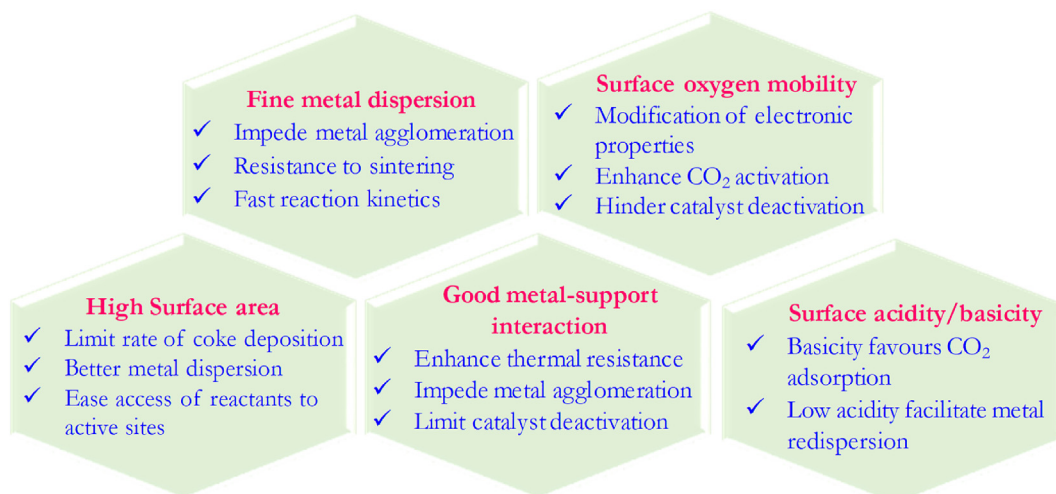 Fine metal dispersion
✓ Impede metal agglomeration
✓ Resistance to sintering
✓ Fast reaction kinetics
Surface oxygen mobility
✓ Modification of electronic
properties
✓ Enhance CO₂ activation
✓ Hinder catalyst deactivation
High Surface area
✓ Limit rate of coke deposition
✓ Better metal dispersion
✓ Ease access of reactants to
active sites
Good metal-support
interaction
✓ Enhance thermal resistance
✓ Impede metal agglomeration
✓ Limit catalyst deactivation
Surface acidity/basicity
✓ Basicity favours CO₂
adsorption
✓ Low acidity facilitate metal
redispersion